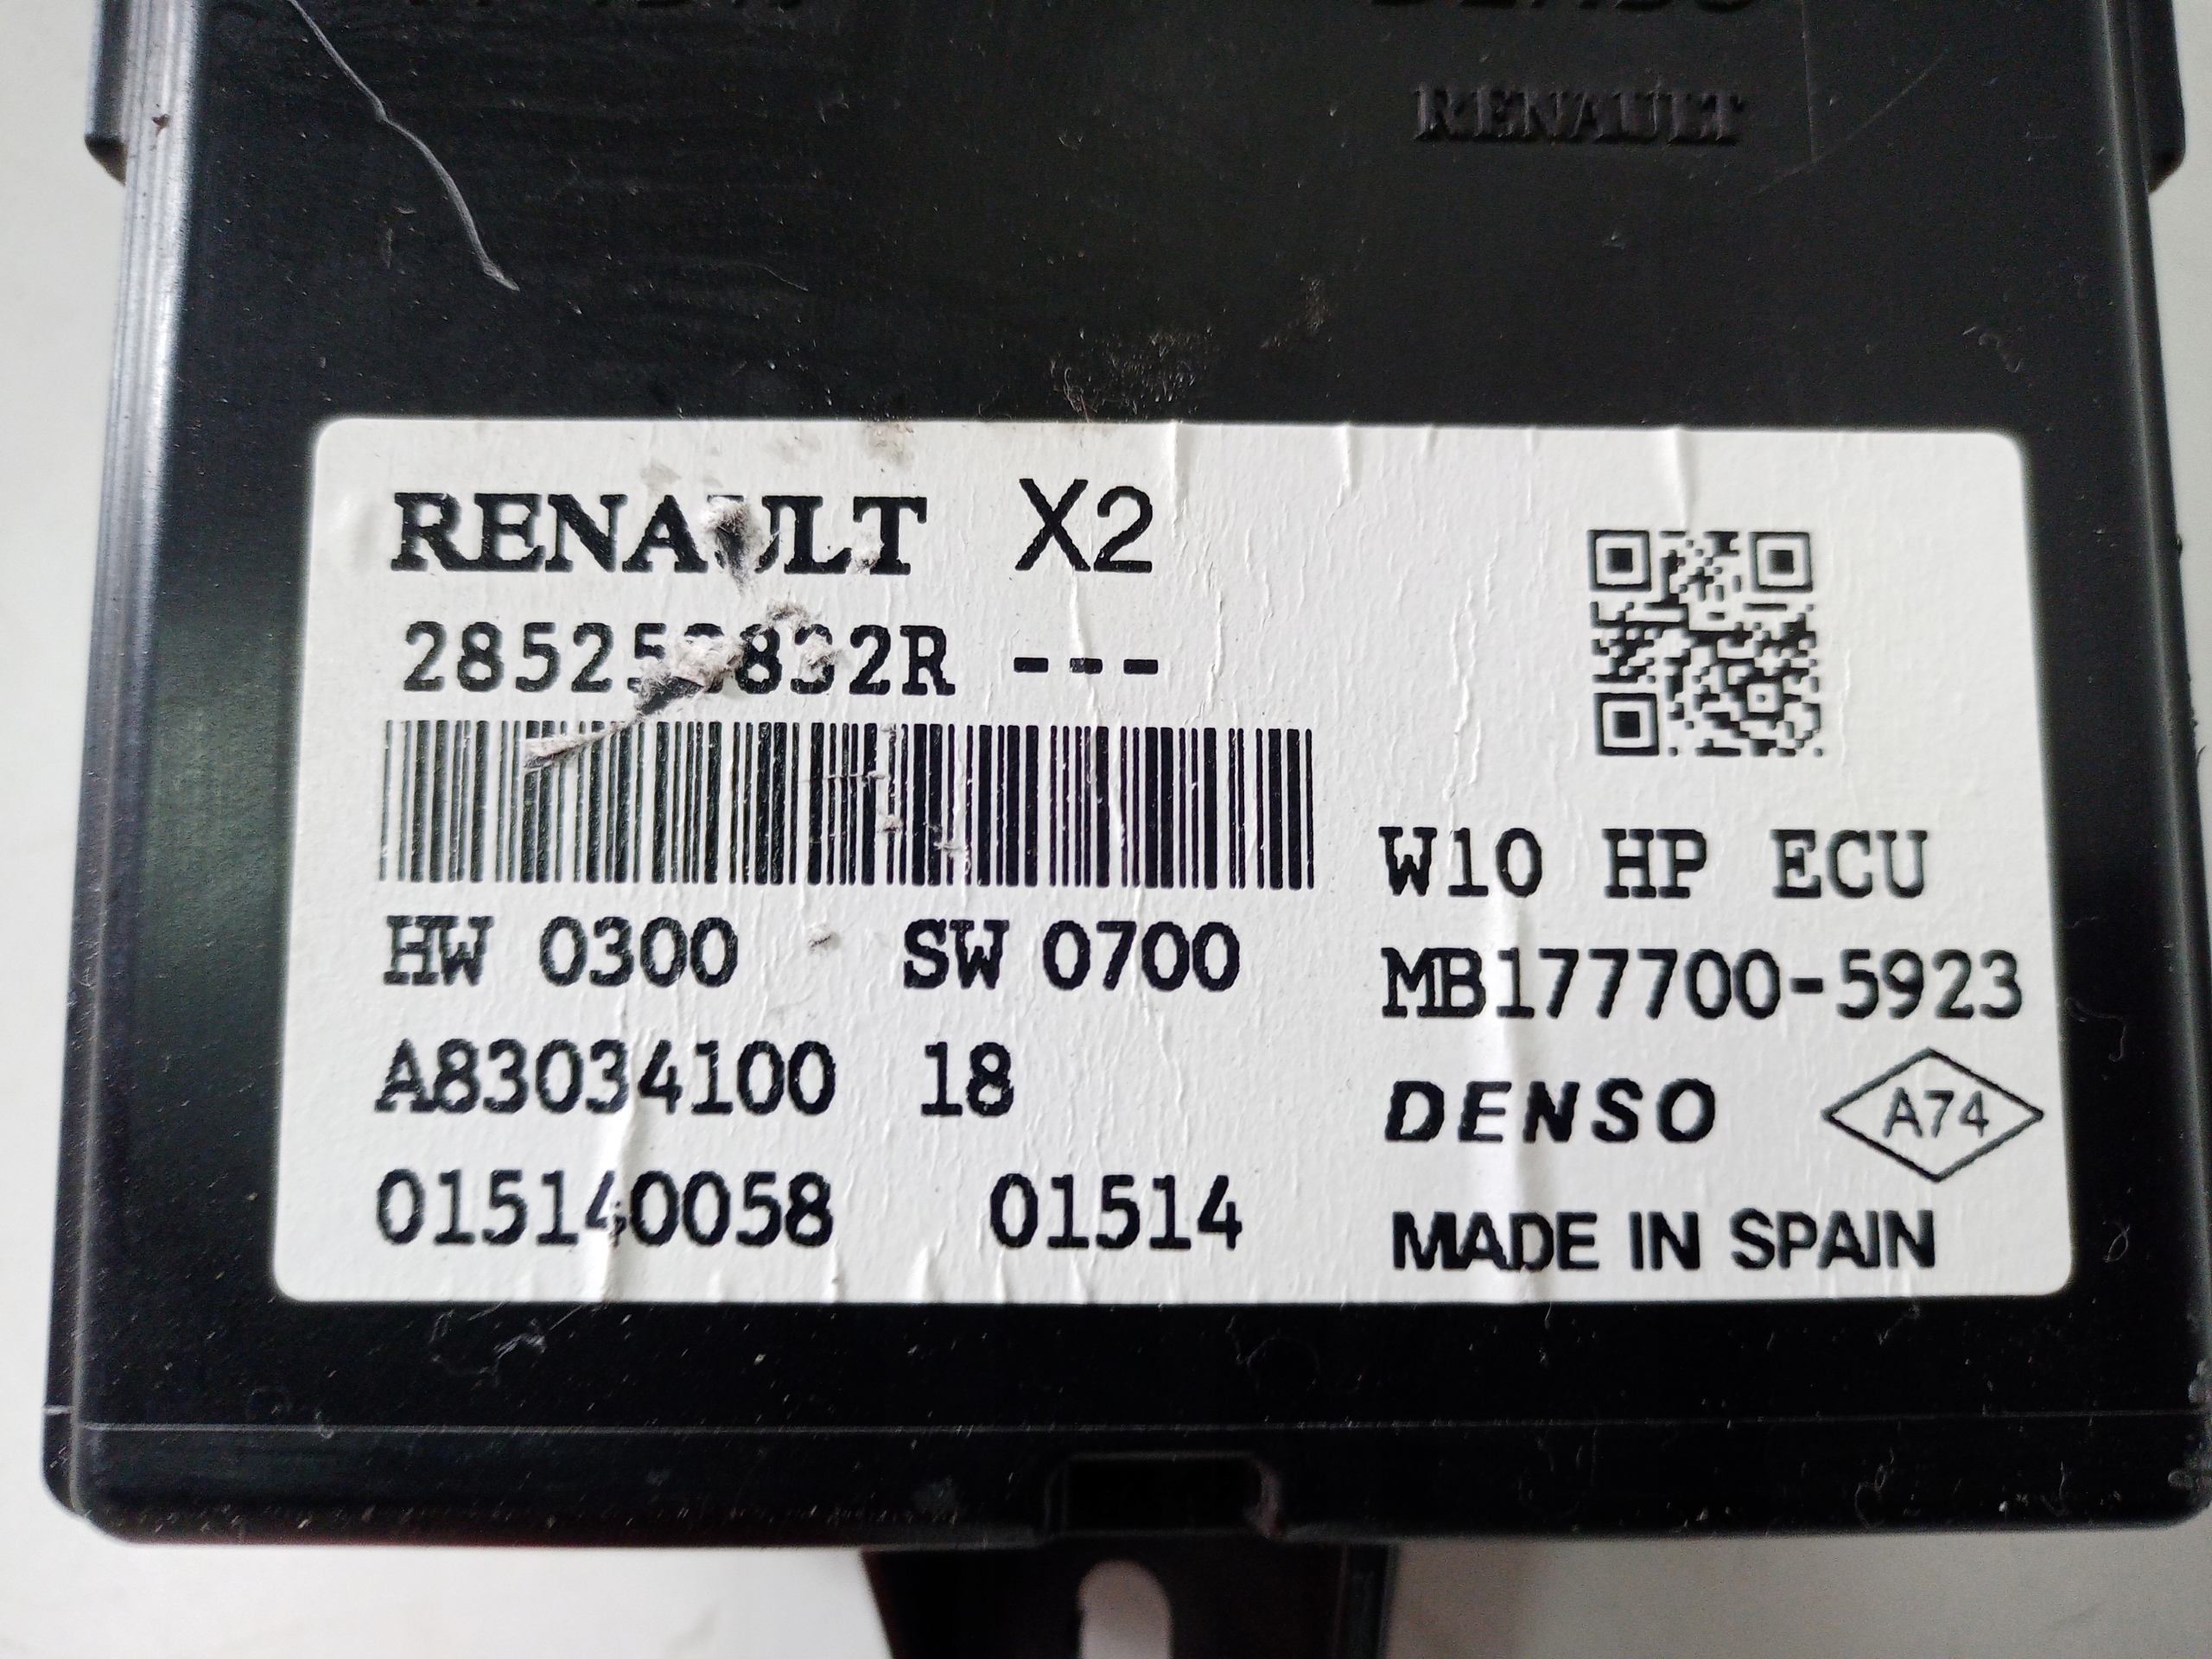 RENAULT
RENAULT X2
HW 0300 SW 0700
A83034100 18
015140058 01514
W10 HP ECU
MB177700-5923
DENSO
A74
MADE IN SPAIN